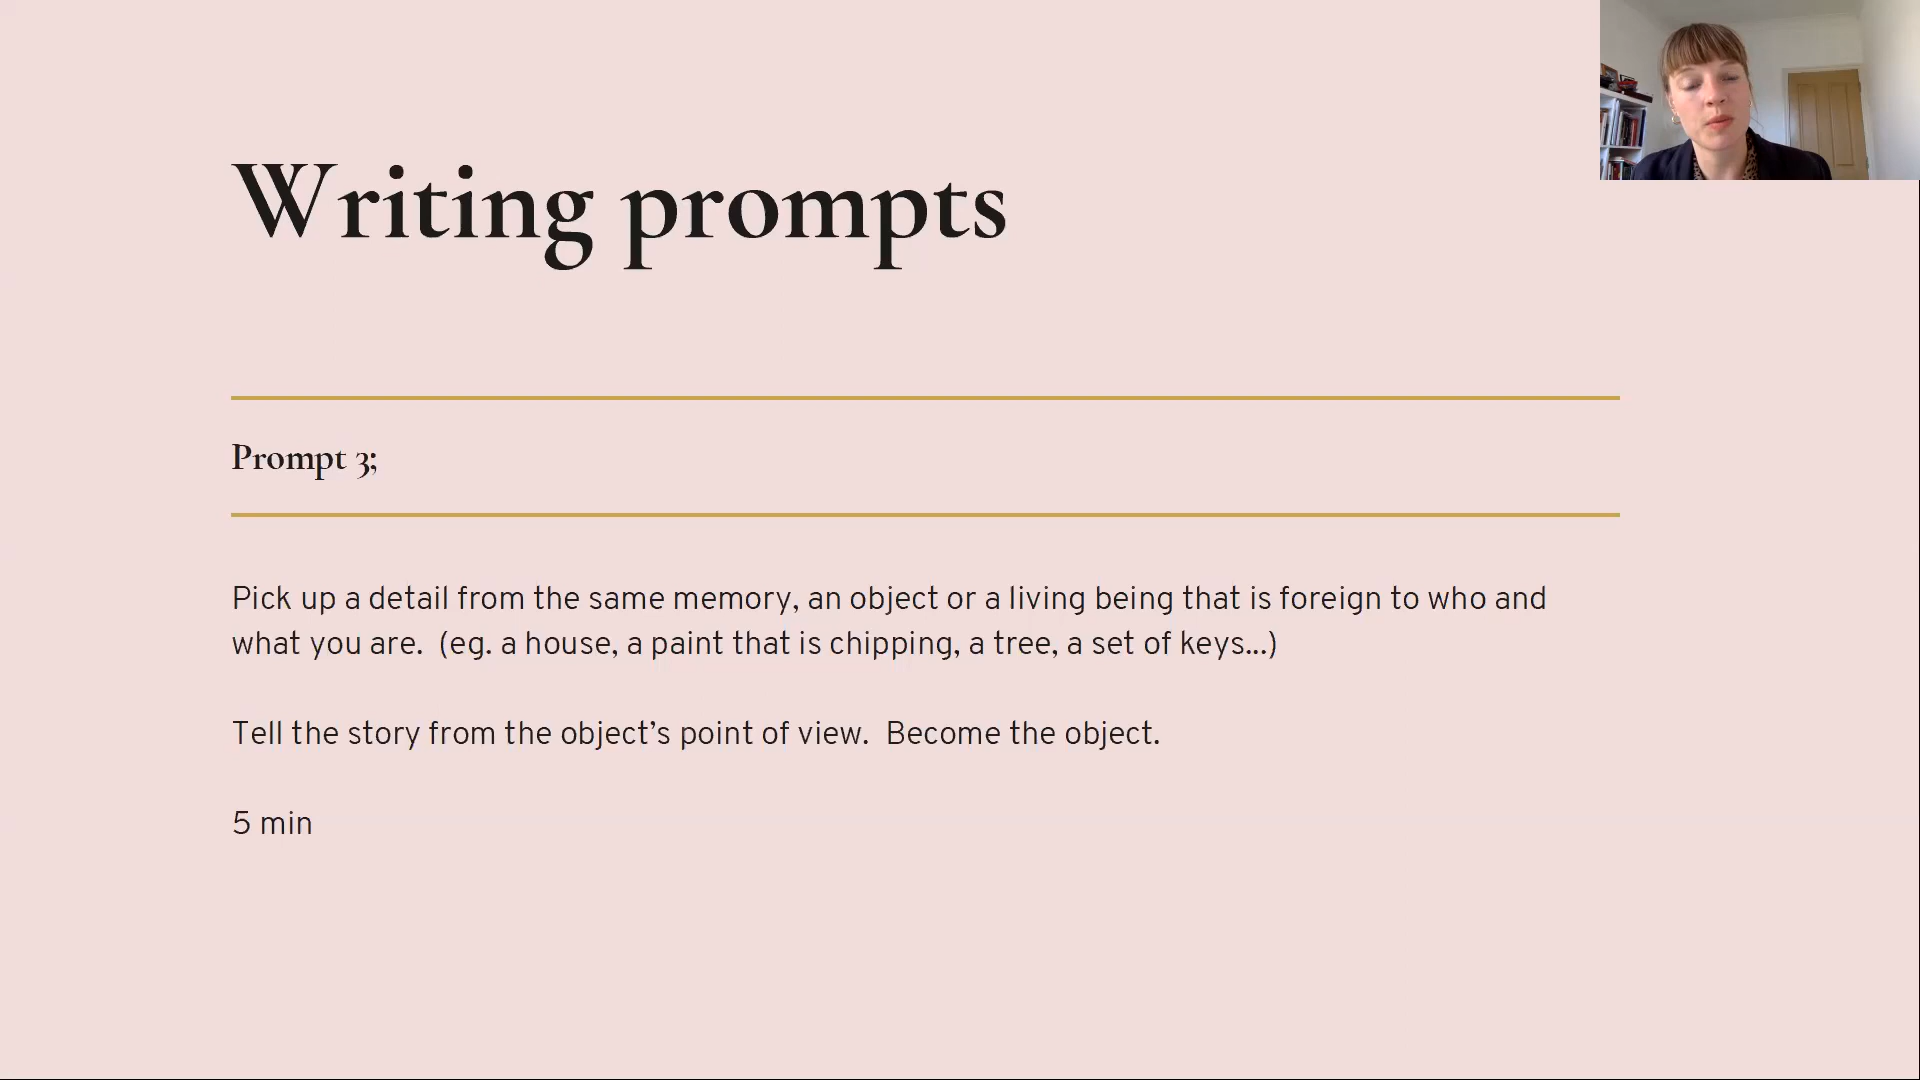 Writing prompts
Prompt 3;
Pick up a detail from the same memory, an object or a living being that is foreign to who and
what you are.  (eg. a house, a paint that is chipping, a tree, a set of keys...)
Tell the story from the object’s point of view.  Become the object.
5 min